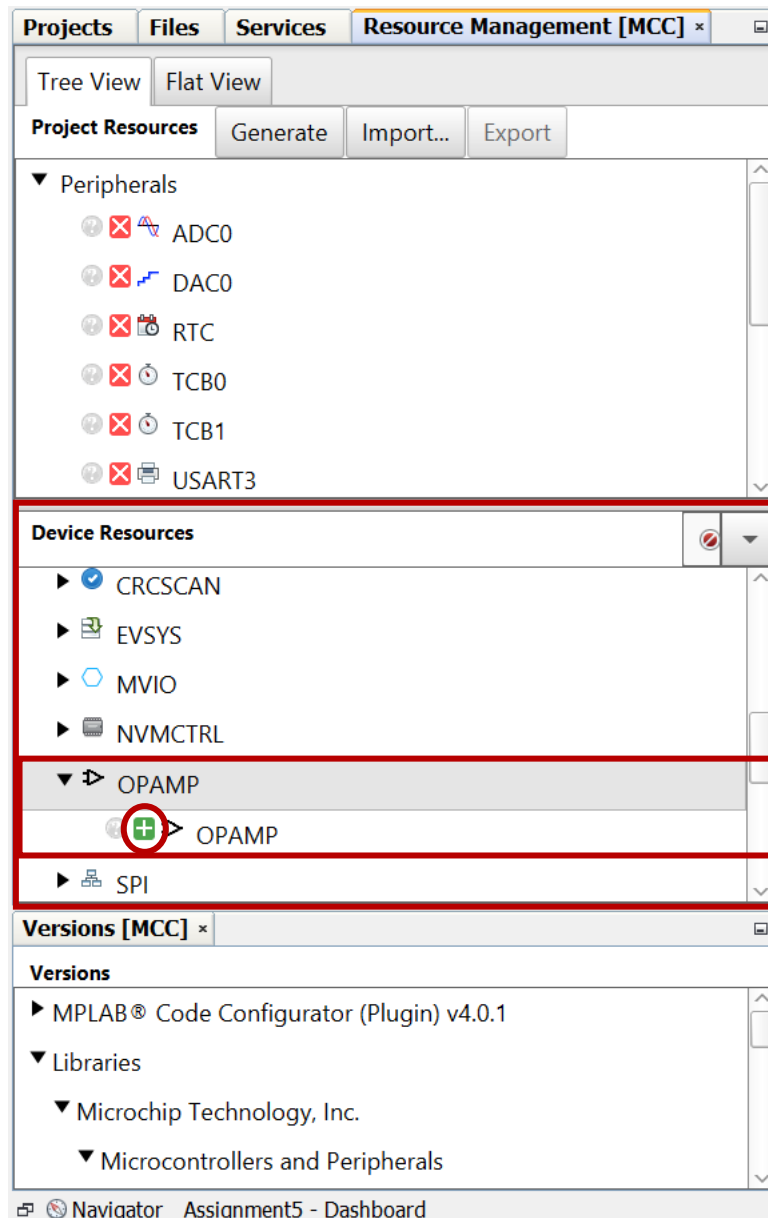 Projects Files Services Resource Management [MCC] ×
Tree View Flat View
Project Resources Generate Import... Export
Peripherals
ADC0
DAC0
RTC
TCB0
TCB1
USART3
Device Resources
CRCSCAN
EVSYS
MVIO
NVMCTRL
OPAMP
OPAMP
SPI
Versions [MCC] ×
Versions
MPLAB® Code Configurator (Plugin) v4.0.1
Libraries
Microchip Technology, Inc.
Microcontrollers and Peripherals
Navigator Assignment5 - Dashboard